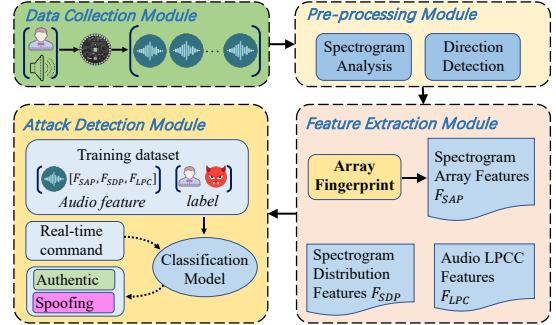 Data Collection Module
...
Pre-processing Module
Spectrogram
Analysis
Direction
Detection
Attack Detection Module
Training dataset
[F_SAP, F_SDP, F_LPC]
Audio feature
label
Real-time
command
Authentic
Spoofing
Classification
Model
Feature Extraction Module
Array
Fingerprint
Spectrogram
Array Features
F_SAP
Spectrogram
Distribution
Features F_SDP
Audio LPCC
Features
F_LPC